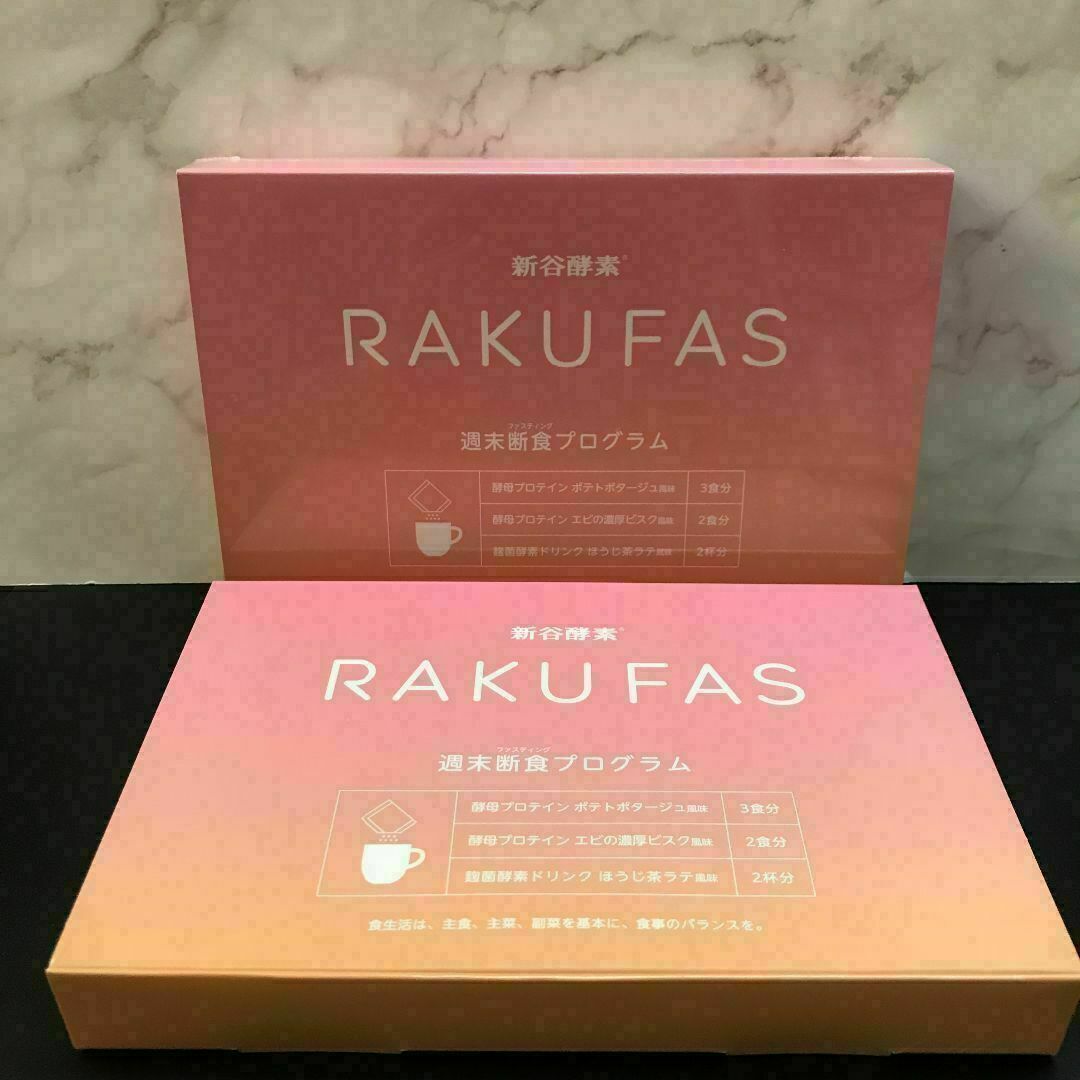 新谷酵素®
RAKUFAS
ファスティング
週末断食プログラム
酵母プロテイン ポテトポタージュ風味 3食分
酵母プロテイン エビの濃厚ビスク風味 2食分
麹菌酵素ドリンク ほうじ茶ラテ風味 2杯分
新谷酵素®
RAKUFAS
ファスティング
週末断食プログラム
酵母プロテイン ポテトポタージュ風味 3食分
酵母プロテイン エビの濃厚ビスク風味 2食分
麹菌酵素ドリンク ほうじ茶ラテ風味 2杯分
食生活は、主食、主菜、副菜を基本に、食事のバランスを。